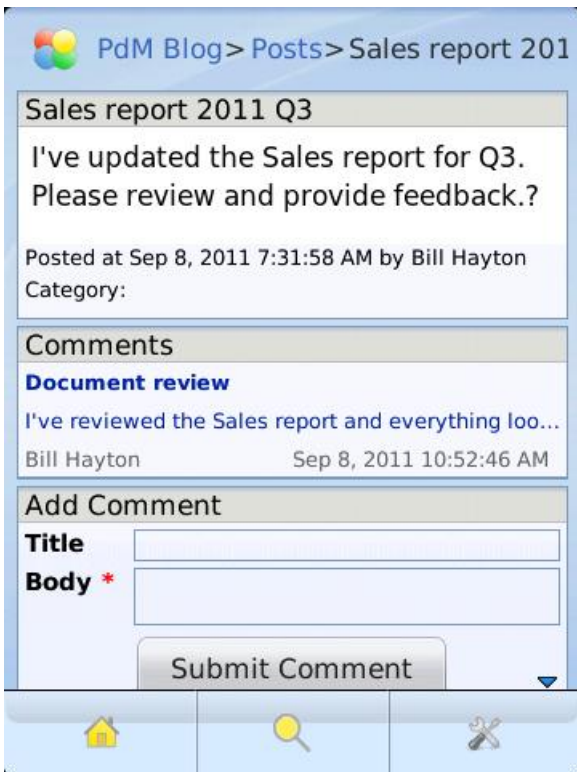 PdM Blog> Posts> Sales report 201
Sales report 2011 Q3
I've updated the Sales report for Q3.
Please review and provide feedback.?
Posted at Sep 8, 2011 7:31:58 AM by Bill Hayton
Category:
Comments
Document review
I've reviewed the Sales report and everything loo...
Bill Hayton Sep 8, 2011 10:52:46 AM
Add Comment
Title
Body *
Submit Comment